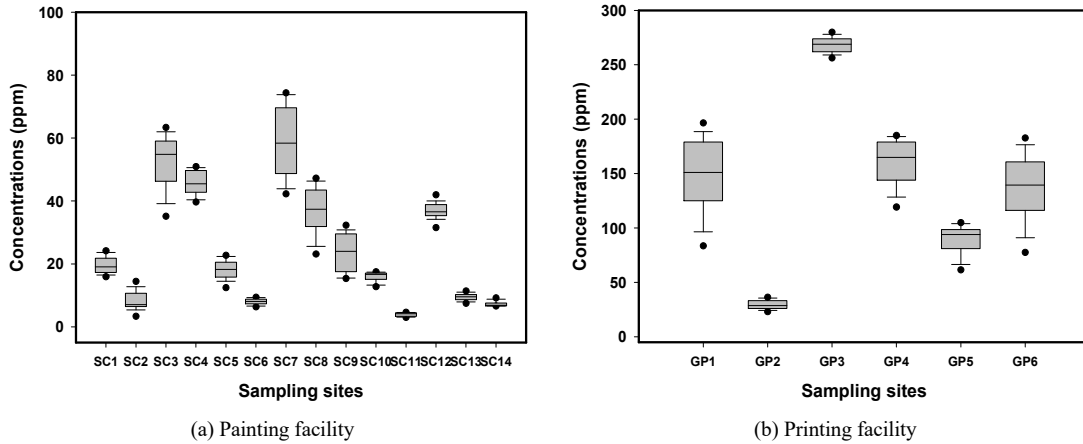 100
80
60
40
20
0
Concentrations (ppm)
SC1 SC2 SC3 SC4 SC5 SC6 SC7 SC8 SC9 SC10 SC11 SC12 SC13 SC14
Sampling sites
(a) Painting facility
300
250
200
150
100
50
0
Concentrations (ppm)
GP1 GP2 GP3 GP4 GP5 GP6
Sampling sites
(b) Printing facility